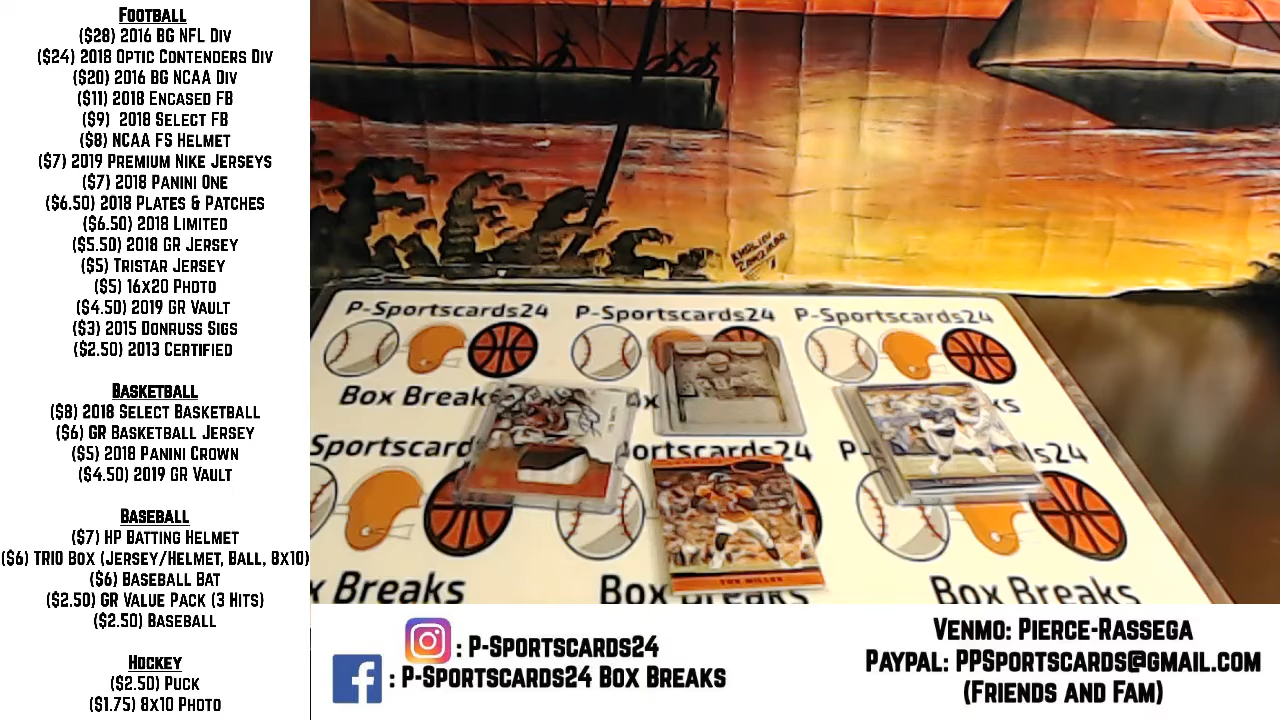 FOOTBALL
($28) 2016 BG NFL DIV
($24) 2018 OPTIC CONTENDERS DIV
($20) 2016 BG NCAA DIV
($11) 2018 ENCASED FB
($9) 2018 SELECT FB
($8) NCAA FS HELMET
($7) 2019 PREMIUM NIKE JERSEYS
($7) 2018 PANINI ONE
($6.50) 2018 PLATES & PATCHES
($6.50) 2018 LIMITED
($5.50) 2018 GR JERSEY
($5) TRISTAR JERSEY
($5) 16X20 PHOTO
($4.50) 2019 GR VAULT
($3) 2015 DONRUSS SIGS
($2.50) 2013 CERTIFIED
BASKETBALL
($8) 2018 SELECT BASKETBALL
($6) GR BASKETBALL JERSEY
($5) 2018 PANINI CROWN
($4.50) 2019 GR VAULT
BASEBALL
($7) HP BATTING HELMET
($6) TRIO BOX (JERSEY/HELMET, BALL, 8X10)
($6) BASEBALL BAT
($2.50) GR VALUE PACK (3 HITS)
($2.50) BASEBALL
HOCKEY
($2.50) PUCK
($1.75) 8X10 PHOTO
P-Sportscards24 P-Sportscards24 P-Sportscards24
Box Breaks
Sportscard ortscards24 P- ds24
x Breaks Box Breaks Box Breaks
VON MILLER
: P-SPORTSCARDS24
: P-SPORTSCARDS24 BOX BREAKS
VENMO: PIERCE-RASSEGA
PAYPAL: PPSPORTSCARDS@GMAIL.COM
(FRIENDS AND FAM)